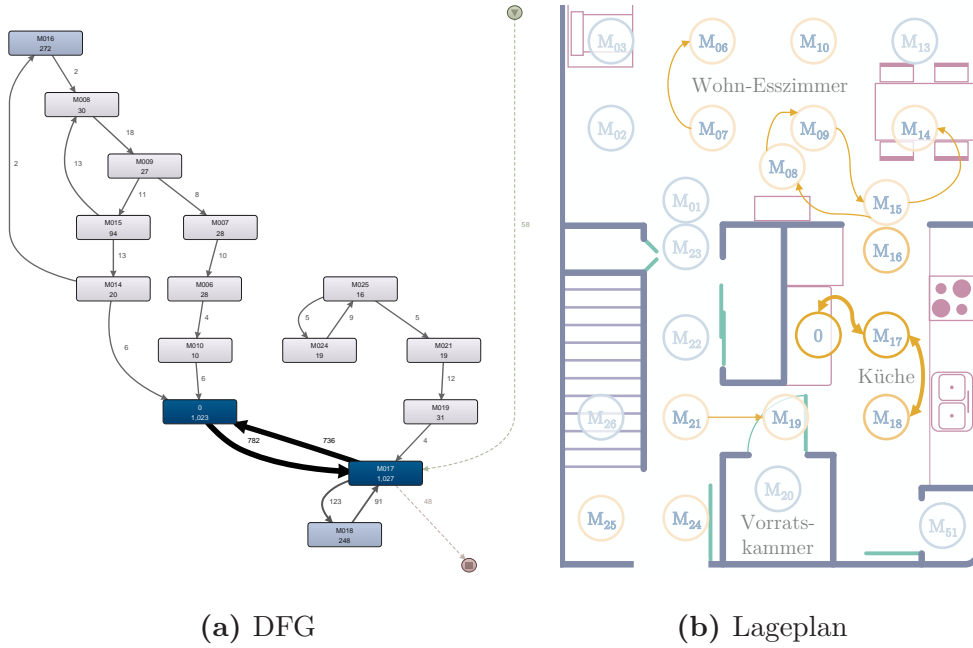 M016
272
2
M008
30
18
M009
27
13
11
8
2
M015
94
M007
28
58
13
10
M014
20
M006
28
M025
16
6
4
5
9
5
M010
10
M024
19
M021
19
6
12
0
1,023
M019
31
782
736
4
M017
1,027
123
91
48
M018
248
M03
M06
M10
M13
Wohn-Esszimmer
M02
M07
M09
M14
M08
M01
M15
M23
M16
M22
0
M17
Küche
M26
M21
M19
M18
M20
M25
M24
Vorrats-
kammer
M51
(a) DFG
(b) Lageplan